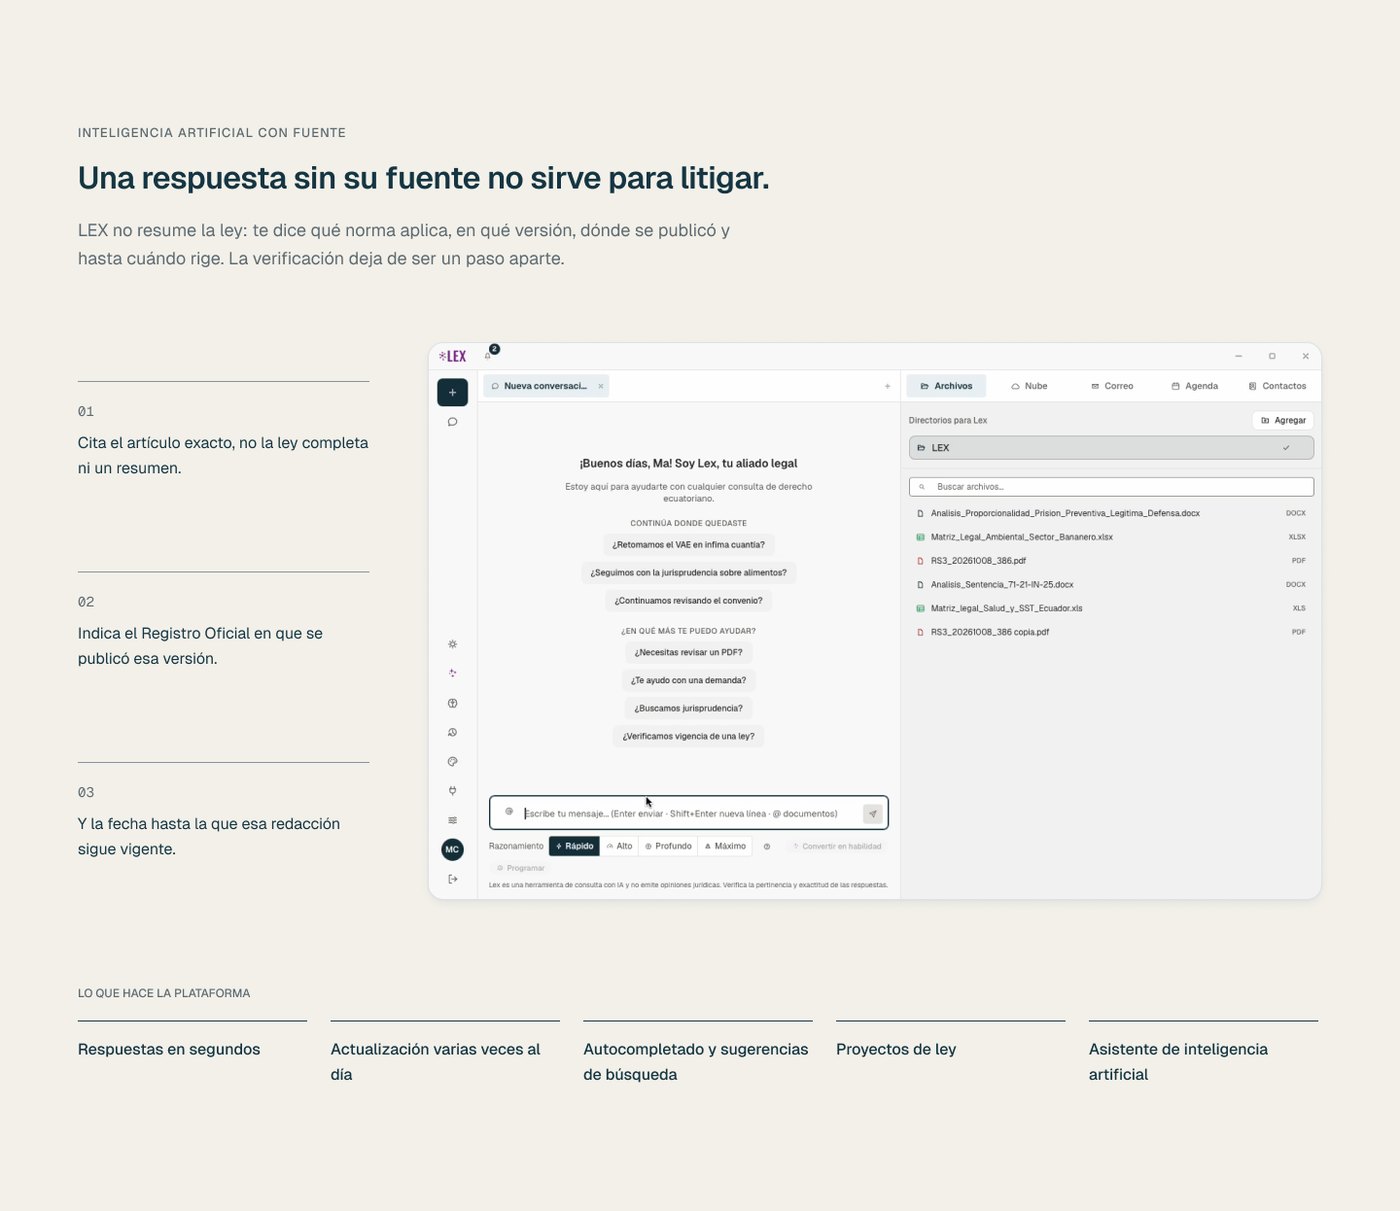 INTELIGENCIA ARTIFICIAL CON FUENTE
Una respuesta sin su fuente no sirve para litigar.
LEX no resume la ley: te dice qué norma aplica, en qué versión, dónde se publicó y
hasta cuándo rige. La verificación deja de ser un paso aparte.
01
Cita el artículo exacto, no la ley completa
ni un resumen.
02
Indica el Registro Oficial en que se
publicó esa versión.
03
Y la fecha hasta la que esa redacción
sigue vigente.
LEX
2
Nueva conversaci...
¡Buenos días, Ma! Soy Lex, tu aliado legal
Estoy aquí para ayudarte con cualquier consulta de derecho
ecuatoriano.
CONTINÚA DONDE QUEDASTE
¿Retomamos el VAE en ínfima cuantía?
¿Seguimos con la jurisprudencia sobre alimentos?
¿Continuamos revisando el convenio?
¿EN QUÉ MÁS TE PUEDO AYUDAR?
¿Necesitas revisar un PDF?
¿Te ayudo con una demanda?
¿Buscamos jurisprudencia?
¿Verificamos vigencia de una ley?
Escribe tu mensaje... (Enter enviar · Shift+Enter nueva línea · @ documentos)
Razonamiento Rápido Alto Profundo Máximo Convertir en habilidad
Programar
Lex es una herramienta de consulta con IA y no emite opiniones jurídicas. Verifica la pertinencia y exactitud de las respuestas.
MC
Archivos Nube Correo Agenda Contactos
Directorios para Lex Agregar
LEX
Buscar archivos...
Analisis_Proporcionalidad_Prision_Preventiva_Legitima_Defensa.docx DOCX
Matriz_Legal_Ambiental_Sector_Bananero.xlsx XLSX
RS3_20261008_386.pdf PDF
Analisis_Sentencia_71-21-IN-25.docx DOCX
Matriz_legal_Salud_y_SST_Ecuador.xls XLS
RS3_20261008_386 copia.pdf PDF
LO QUE HACE LA PLATAFORMA
Respuestas en segundos
Actualización varias veces al
día
Autocompletado y sugerencias
de búsqueda
Proyectos de ley
Asistente de inteligencia
artificial